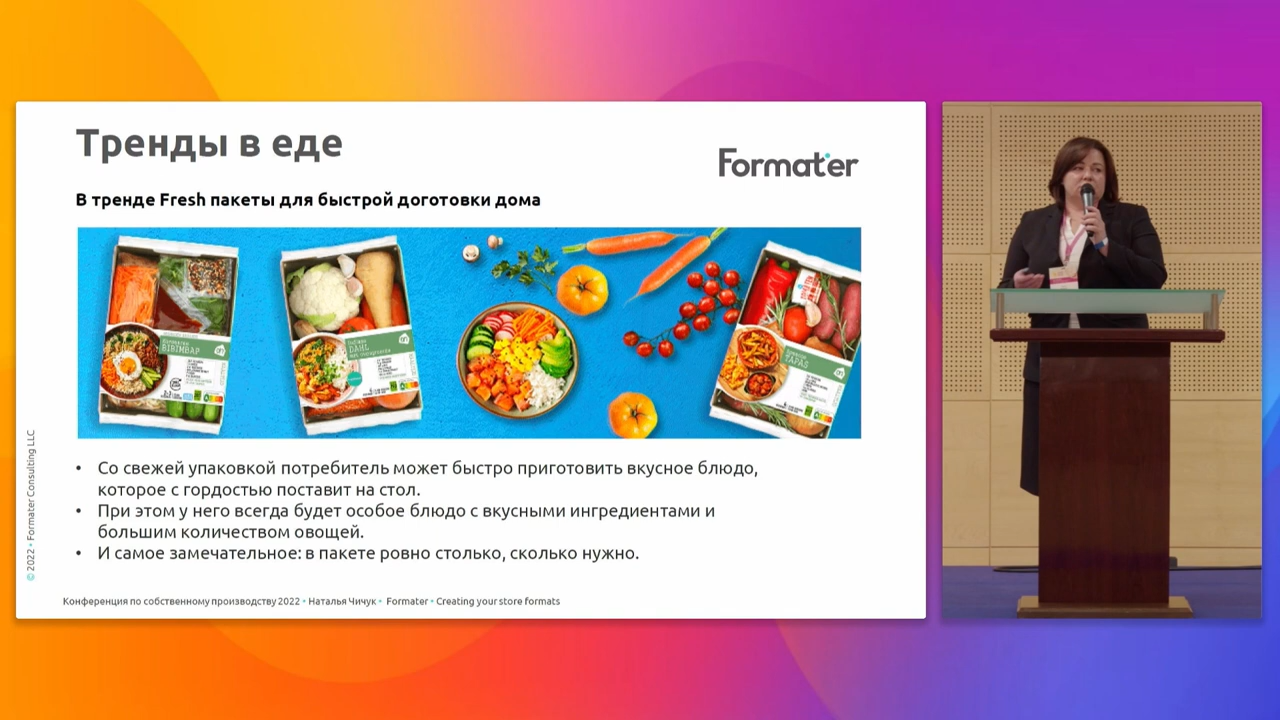 Тренды в еде
Formater
В тренде Fresh пакеты для быстрой доготовки дома
BIBIMBAP
DAHL
TAPAS
• Со свежей упаковкой потребитель может быстро приготовить вкусное блюдо,
которое с гордостью поставит на стол.
• При этом у него всегда будет особое блюдо с вкусными ингредиентами и
большим количеством овощей.
• И самое замечательное: в пакете ровно столько, сколько нужно.
© 2022 • Formater Consulting LLC
Конференция по собственному производству 2022 • Наталья Чичук • Formater • Creating your store formats